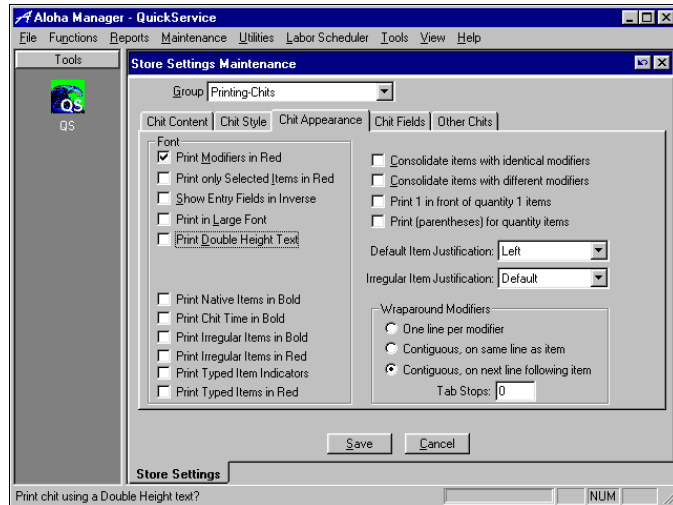 Aloha Manager - QuickService
File Functions Reports Maintenance Utilities Labor Scheduler Tools View Help
Tools
QS
QS
Store Settings Maintenance
Group Printing-Chits
Chit Content Chit Style Chit Appearance Chit Fields Other Chits
Font
Print Modifiers in Red
Print only Selected Items in Red
Show Entry Fields in Inverse
Print in Large Font
Print Double Height Text
Print Native Items in Bold
Print Chit Time in Bold
Print Irregular Items in Bold
Print Irregular Items in Red
Print Typed Item Indicators
Print Typed Items in Red
Consolidate items with identical modifiers
Consolidate items with different modifiers
Print 1 in front of quantity 1 items
Print (parentheses) for quantity items
Default Item Justification: Left
Irregular Item Justification: Default
Wraparound Modifiers
One line per modifier
Contiguous, on same line as item
Contiguous, on next line following item
Tab Stops: 0
Save Cancel
Store Settings
Print chit using a Double Height text? NUM